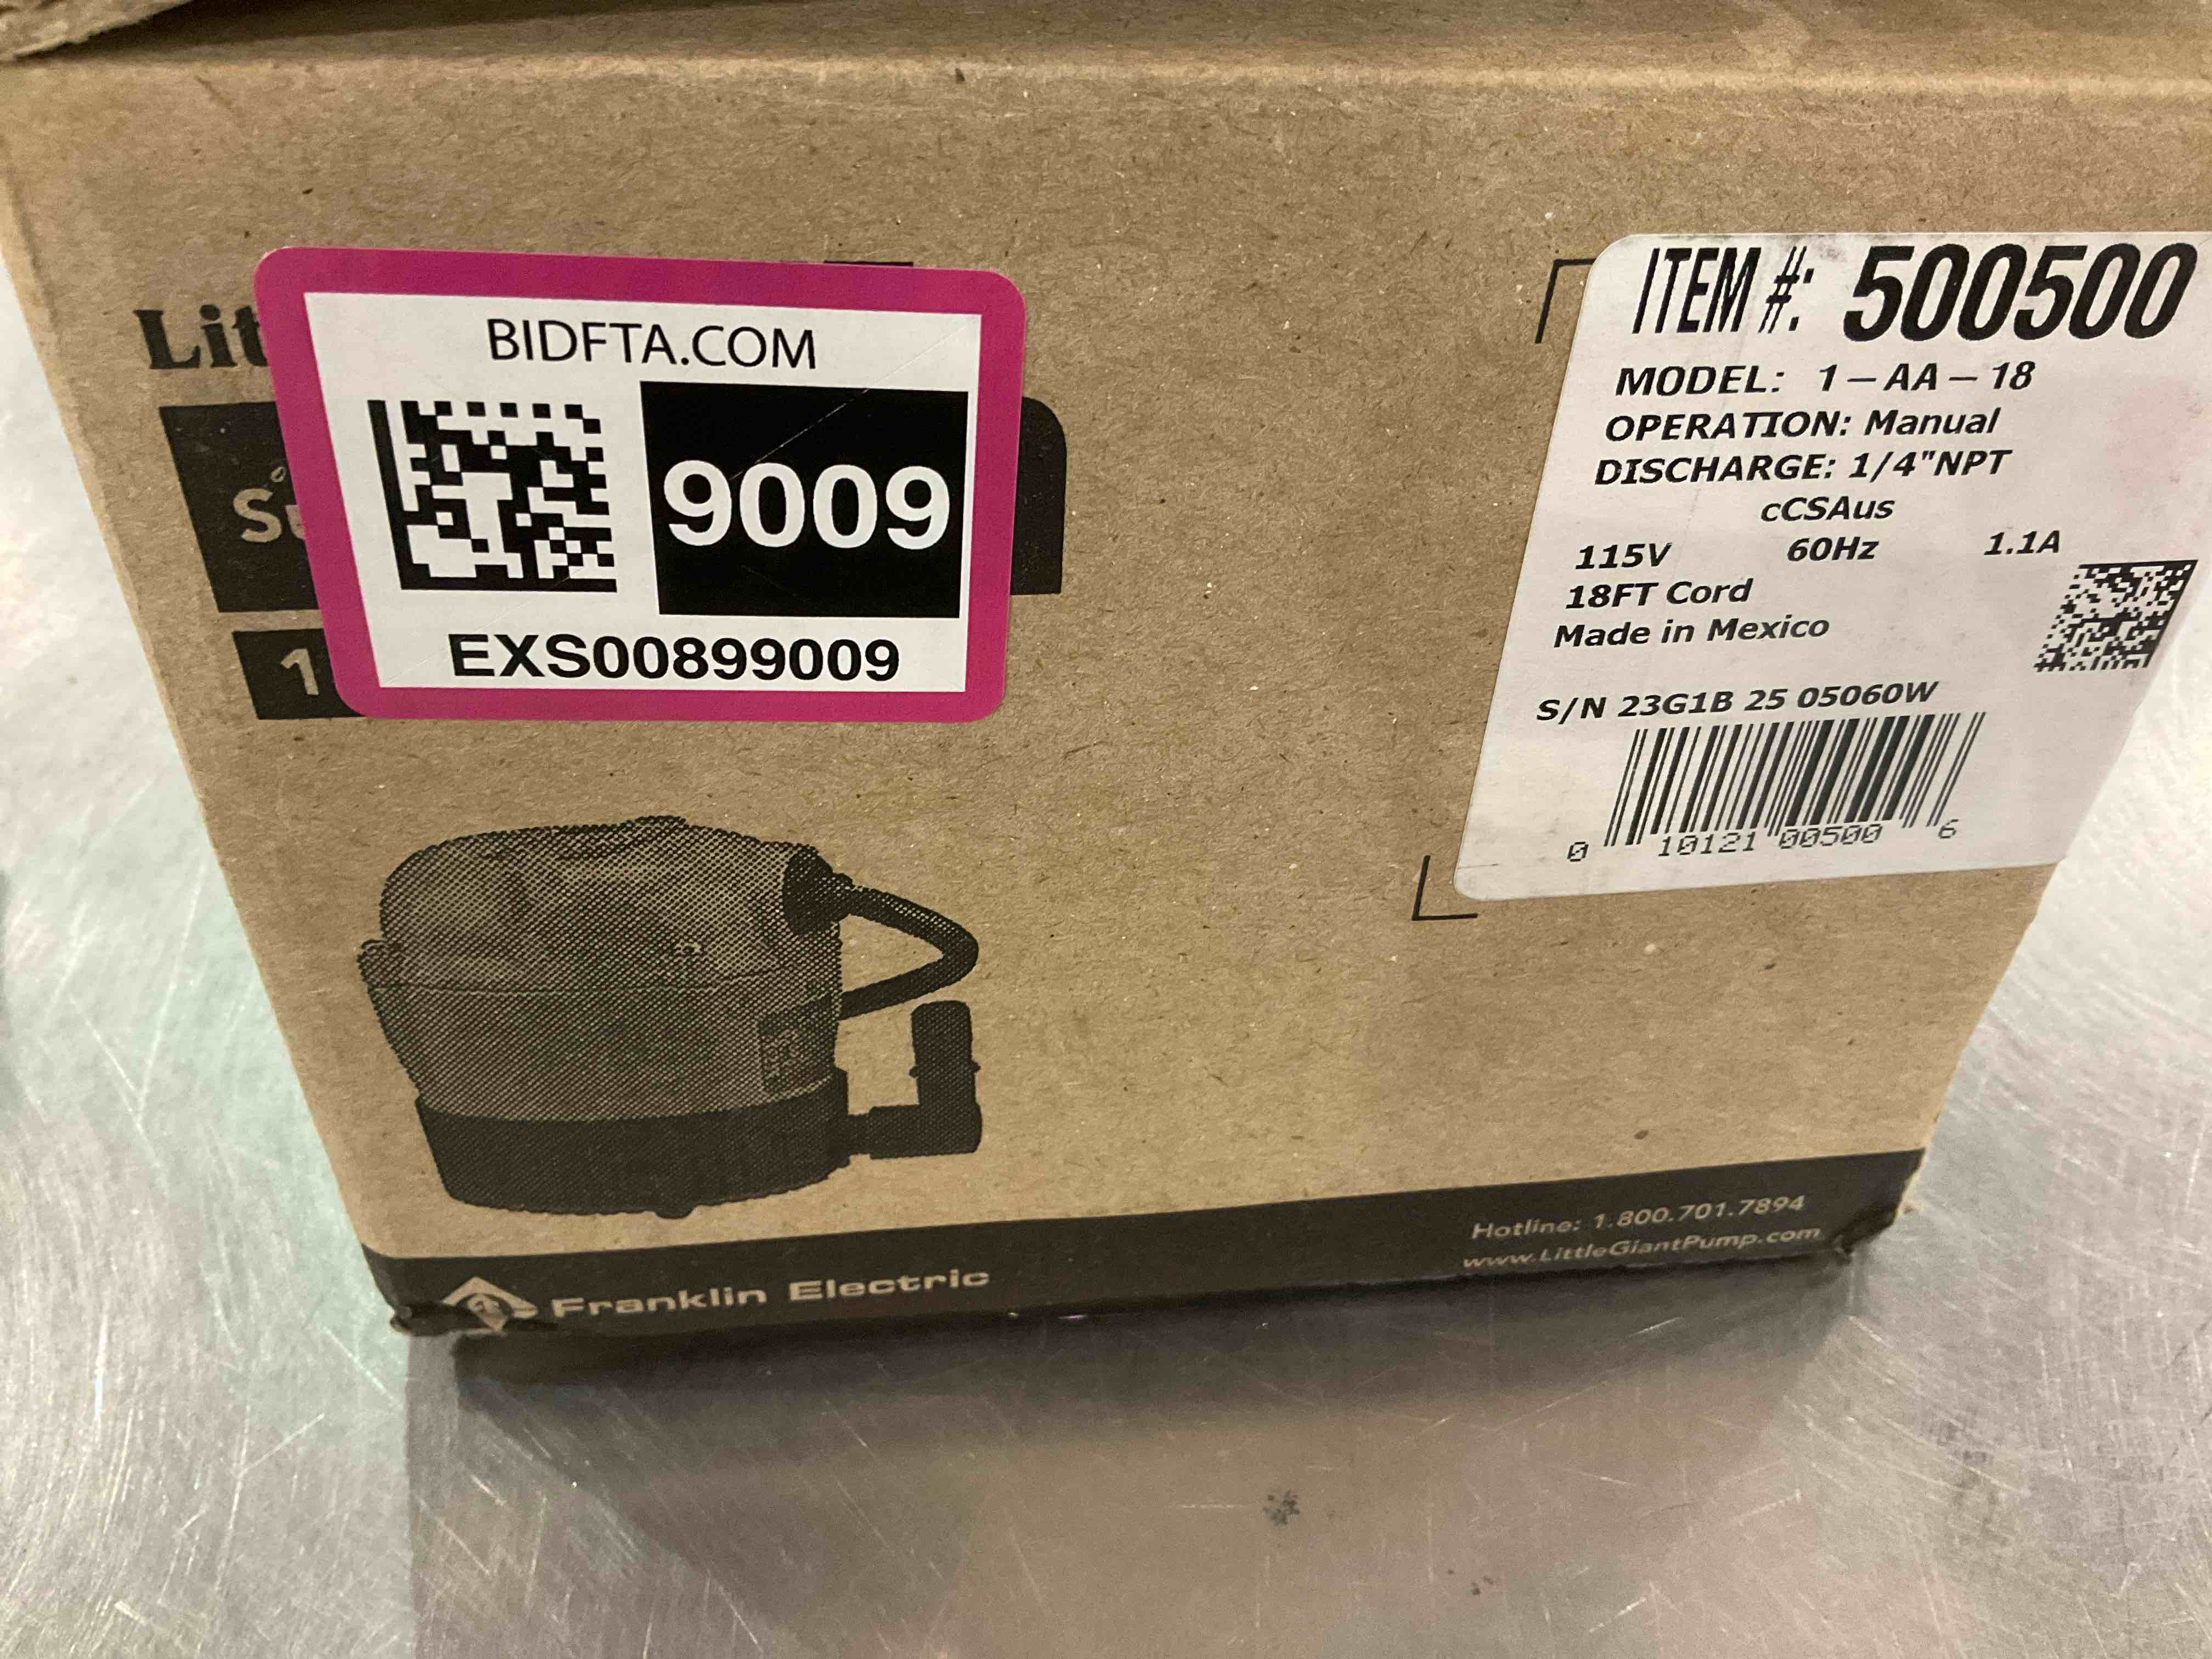 BIDFTA.COM
9009
EXS00899009
ITEM #: 500500
MODEL: 1-AA-18
OPERATION: Manual
DISCHARGE: 1/4"NPT
cCSAus
115V 60Hz 1.1A
18FT Cord
Made in Mexico
S/N 23G1B 25 05060W
0 10121 00500 6
Franklin Electric
Hotline: 1.800.701.7894
www.LittleGiantPump.com